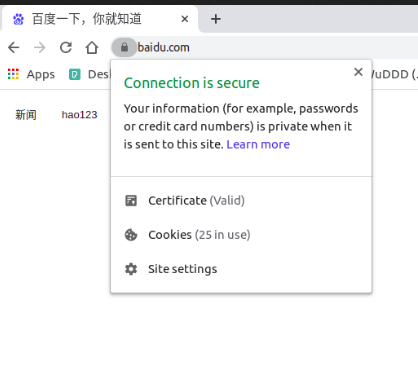 百度一下，你就知道
baidu.com
Apps
新闻
hao123
Connection is secure
Your information (for example, passwords
or credit card numbers) is private when it
is sent to this site. Learn more
Certificate (Valid)
Cookies (25 in use)
Site settings